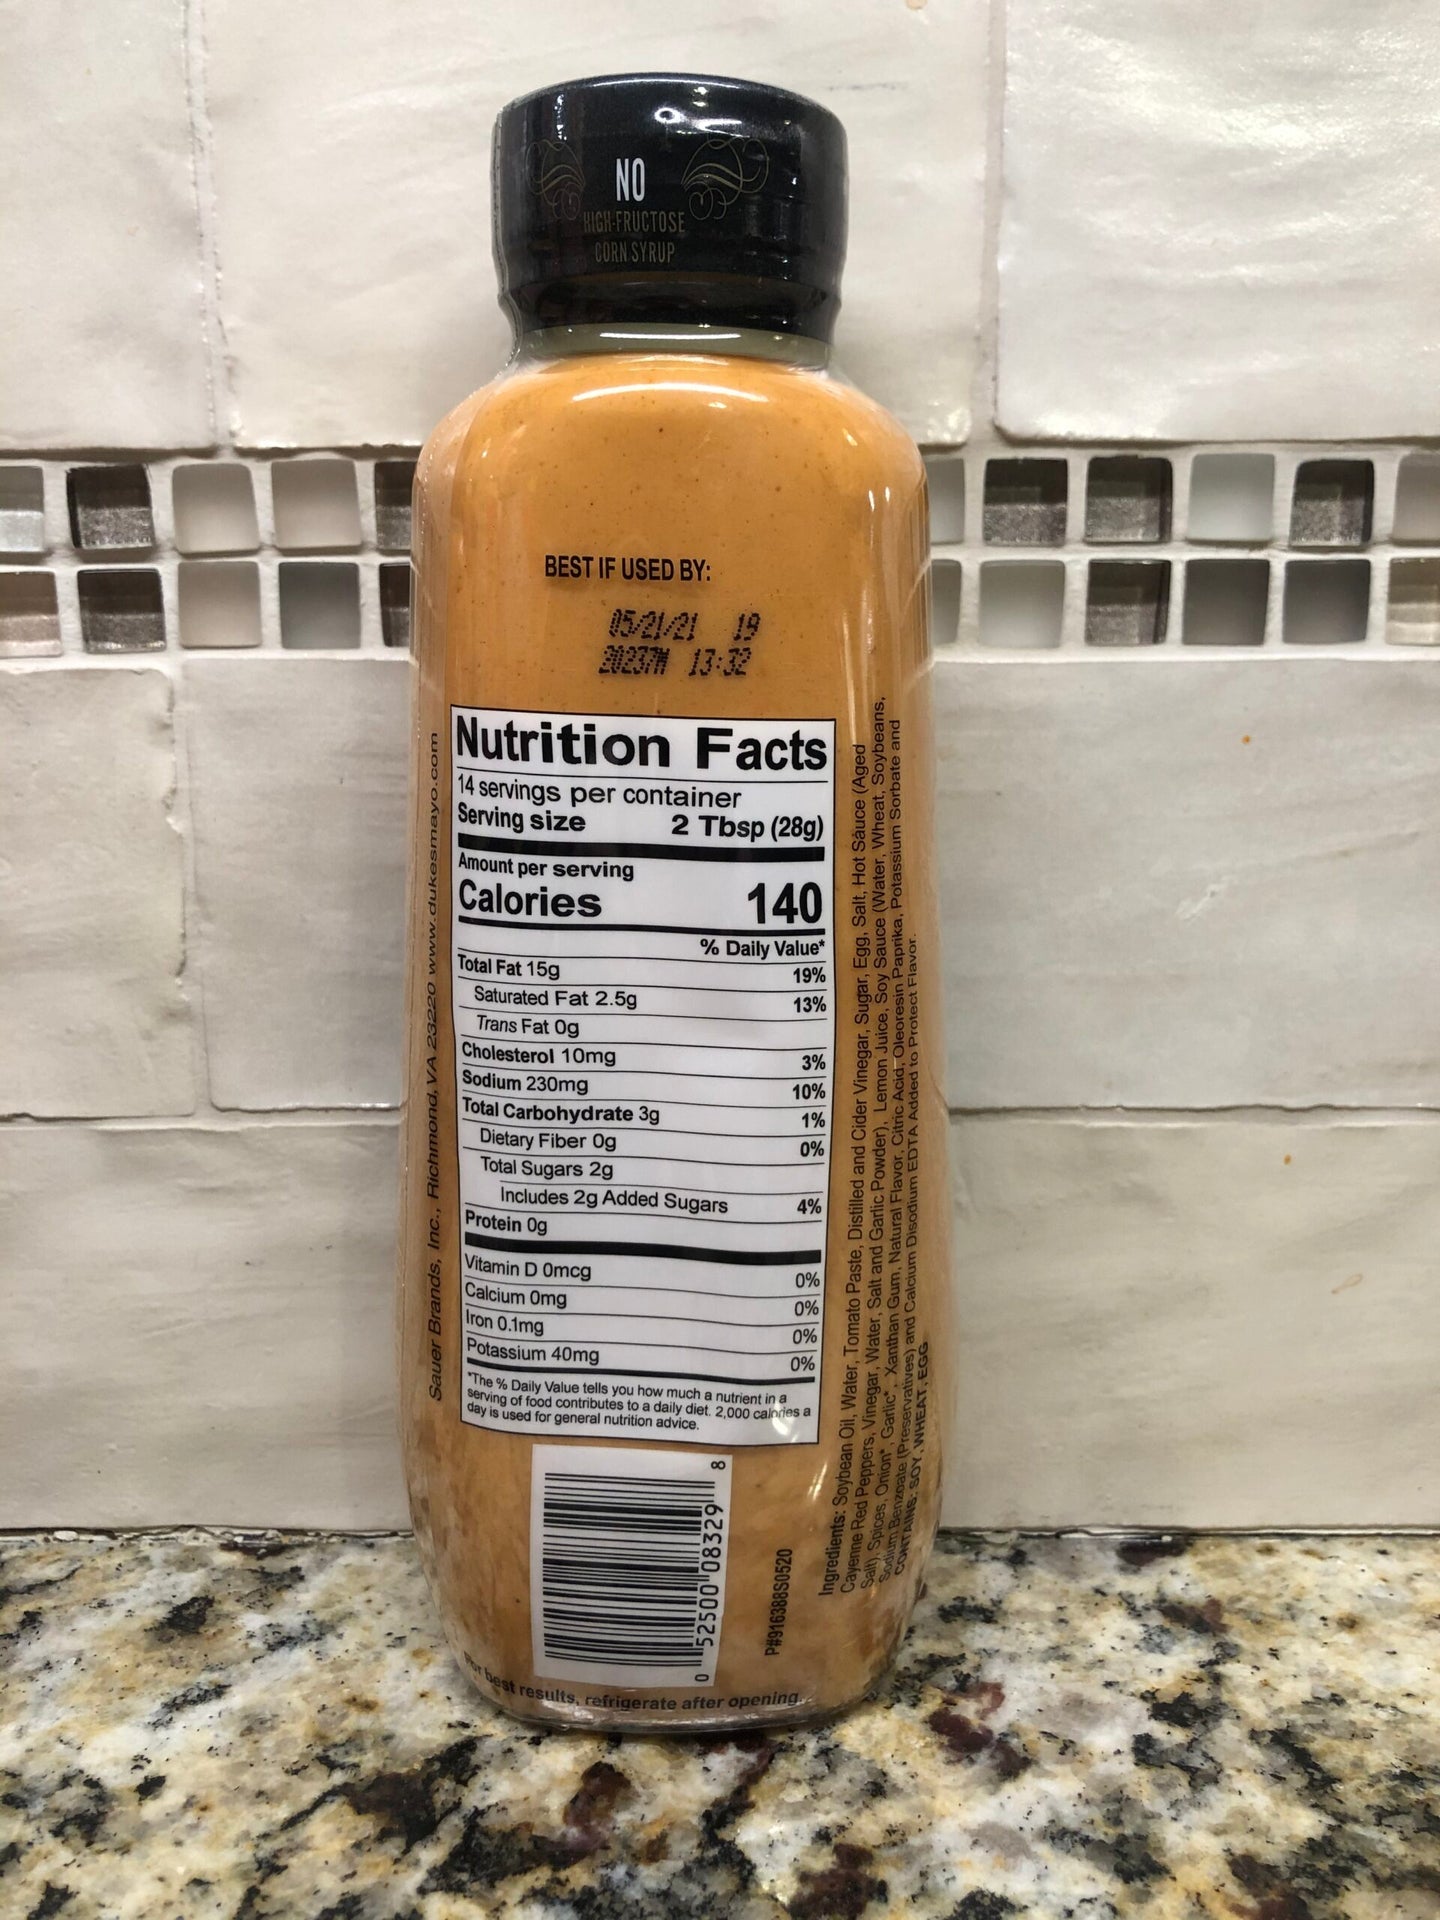 NO
HIGH-FRUCTOSE
CORN SYRUP
BEST IF USED BY:
05/21/21 19
20237M 13:32
Nutrition Facts
14 servings per container
Serving size 2 Tbsp (28g)
Amount per serving
Calories 140
% Daily Value*
Total Fat 15g 19%
Saturated Fat 2.5g 13%
Trans Fat 0g
Cholesterol 10mg 3%
Sodium 230mg 10%
Total Carbohydrate 3g 1%
Dietary Fiber 0g 0%
Total Sugars 2g
Includes 2g Added Sugars 4%
Protein 0g
Vitamin D 0mcg 0%
Calcium 0mg 0%
Iron 0.1mg 0%
Potassium 40mg 0%
*The % Daily Value tells you how much a nutrient in a
serving of food contributes to a daily diet. 2,000 calories a
day is used for general nutrition advice.
Sauer Brands, Inc., Richmond, VA 23220 www.dukesmayo.com
Ingredients: Soybean Oil, Water, Tomato Paste, Distilled and Cider Vinegar, Sugar, Egg, Salt, Hot Sauce (Aged
Cayenne Red Peppers, Vinegar, Water, Salt and Garlic Powder), Lemon Juice, Soy Sauce (Water, Wheat, Soybeans,
Salt), Spices, Onion*, Garlic*, Xanthan Gum, Natural Flavor, Citric Acid, Oleoresin Paprika, Potassium Sorbate and
Sodium Benzoate (Preservatives) and Calcium Disodium EDTA Added to Protect Flavor.
CONTAINS: SOY, WHEAT, EGG
0 52500 08329 8
P#916388S0520
For best results, refrigerate after opening.